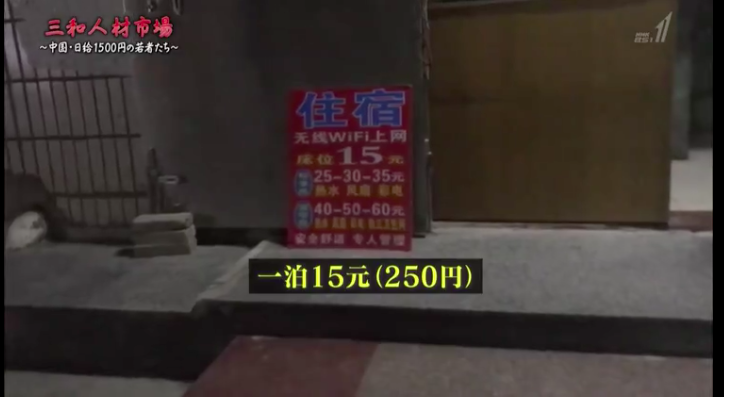 三和人材市場
～中国・日給1500円の若者たち～
住宿
无线WiFi上网
床位15元
25-30-35元
热水 风扇 彩电
40-50-60元
安全舒适 专人管理
一泊15元(250円)